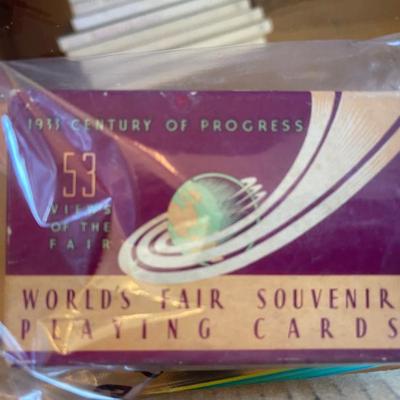 1933 CENTURY OF PROGRESS
53
VIEWS
OF THE
FAIR
WORLD'S FAIR SOUVENIR
PLAYING CARDS